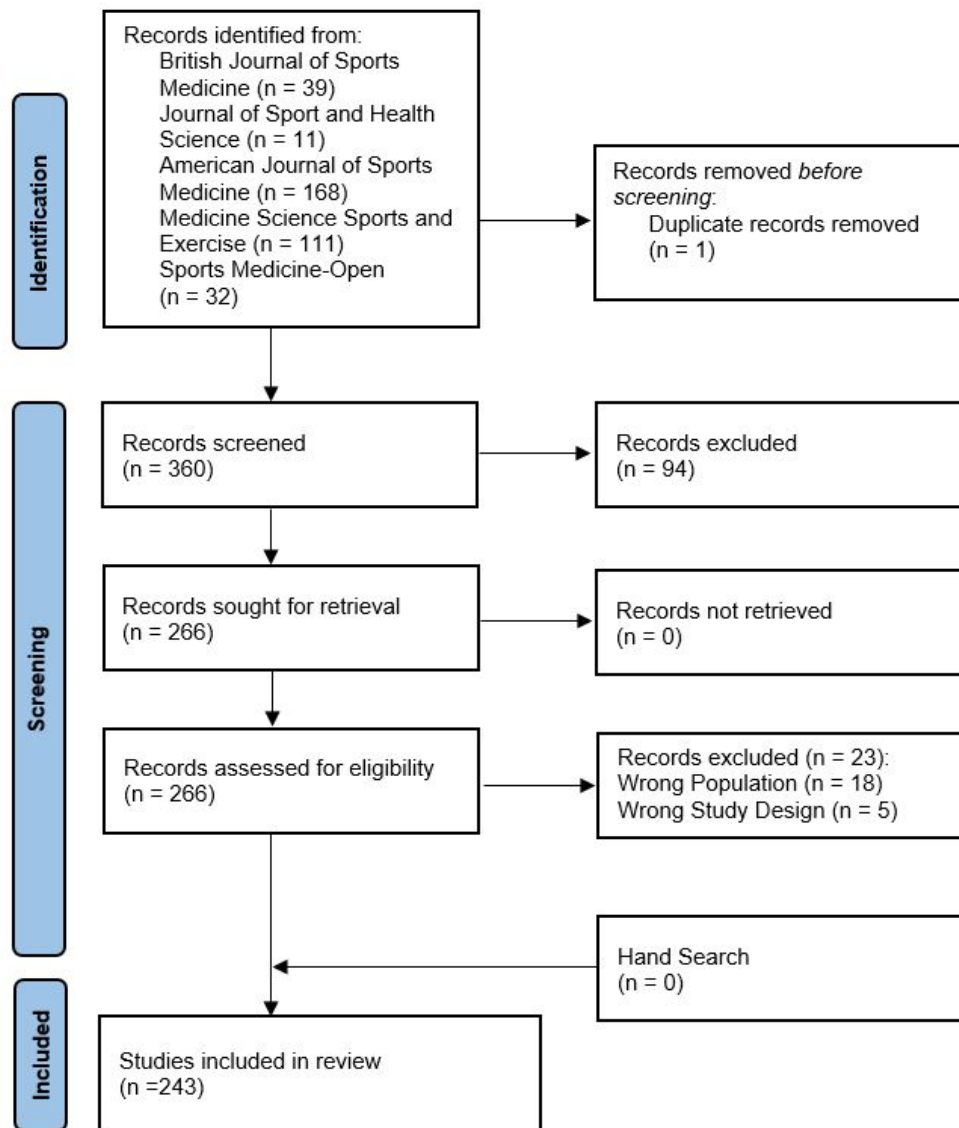 Identification
Records identified from:
British Journal of Sports
Medicine (n = 39)
Journal of Sport and Health
Science (n = 11)
American Journal of Sports
Medicine (n = 168)
Medicine Science Sports and
Exercise (n = 111)
Sports Medicine-Open
(n = 32)
Records removed before
screening:
Duplicate records removed
(n = 1)
Screening
Records screened
(n = 360)
Records excluded
(n = 94)
Records sought for retrieval
(n = 266)
Records not retrieved
(n = 0)
Records assessed for eligibility
(n = 266)
Records excluded (n = 23):
Wrong Population (n = 18)
Wrong Study Design (n = 5)
Hand Search
(n = 0)
Included
Studies included in review
(n =243)